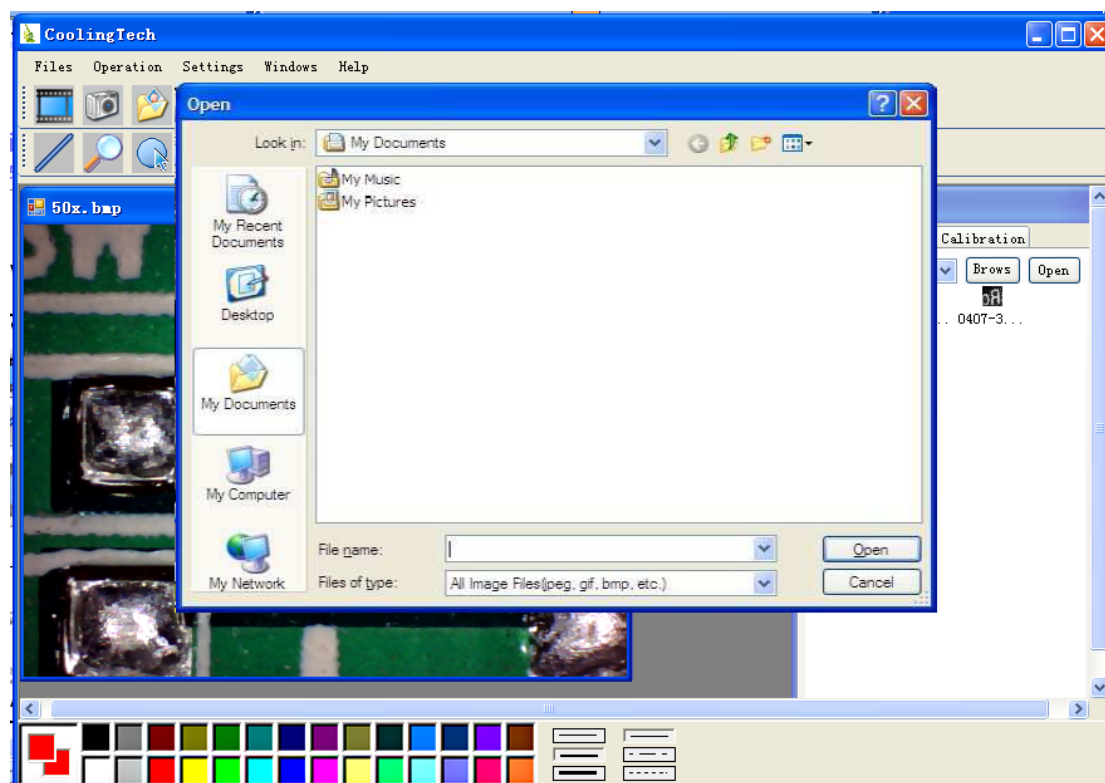 CoolingTech
Files Operation Settings Windows Help
Open
Look in: My Documents
My Music
My Pictures
My Recent
Documents
Desktop
My Documents
My Computer
My Network
File name:
Open
Files of type: All Image Files(jpeg, gif, bmp, etc.)
Cancel
50x.bmp
Calibration
Brows Open
.. 0407-3...